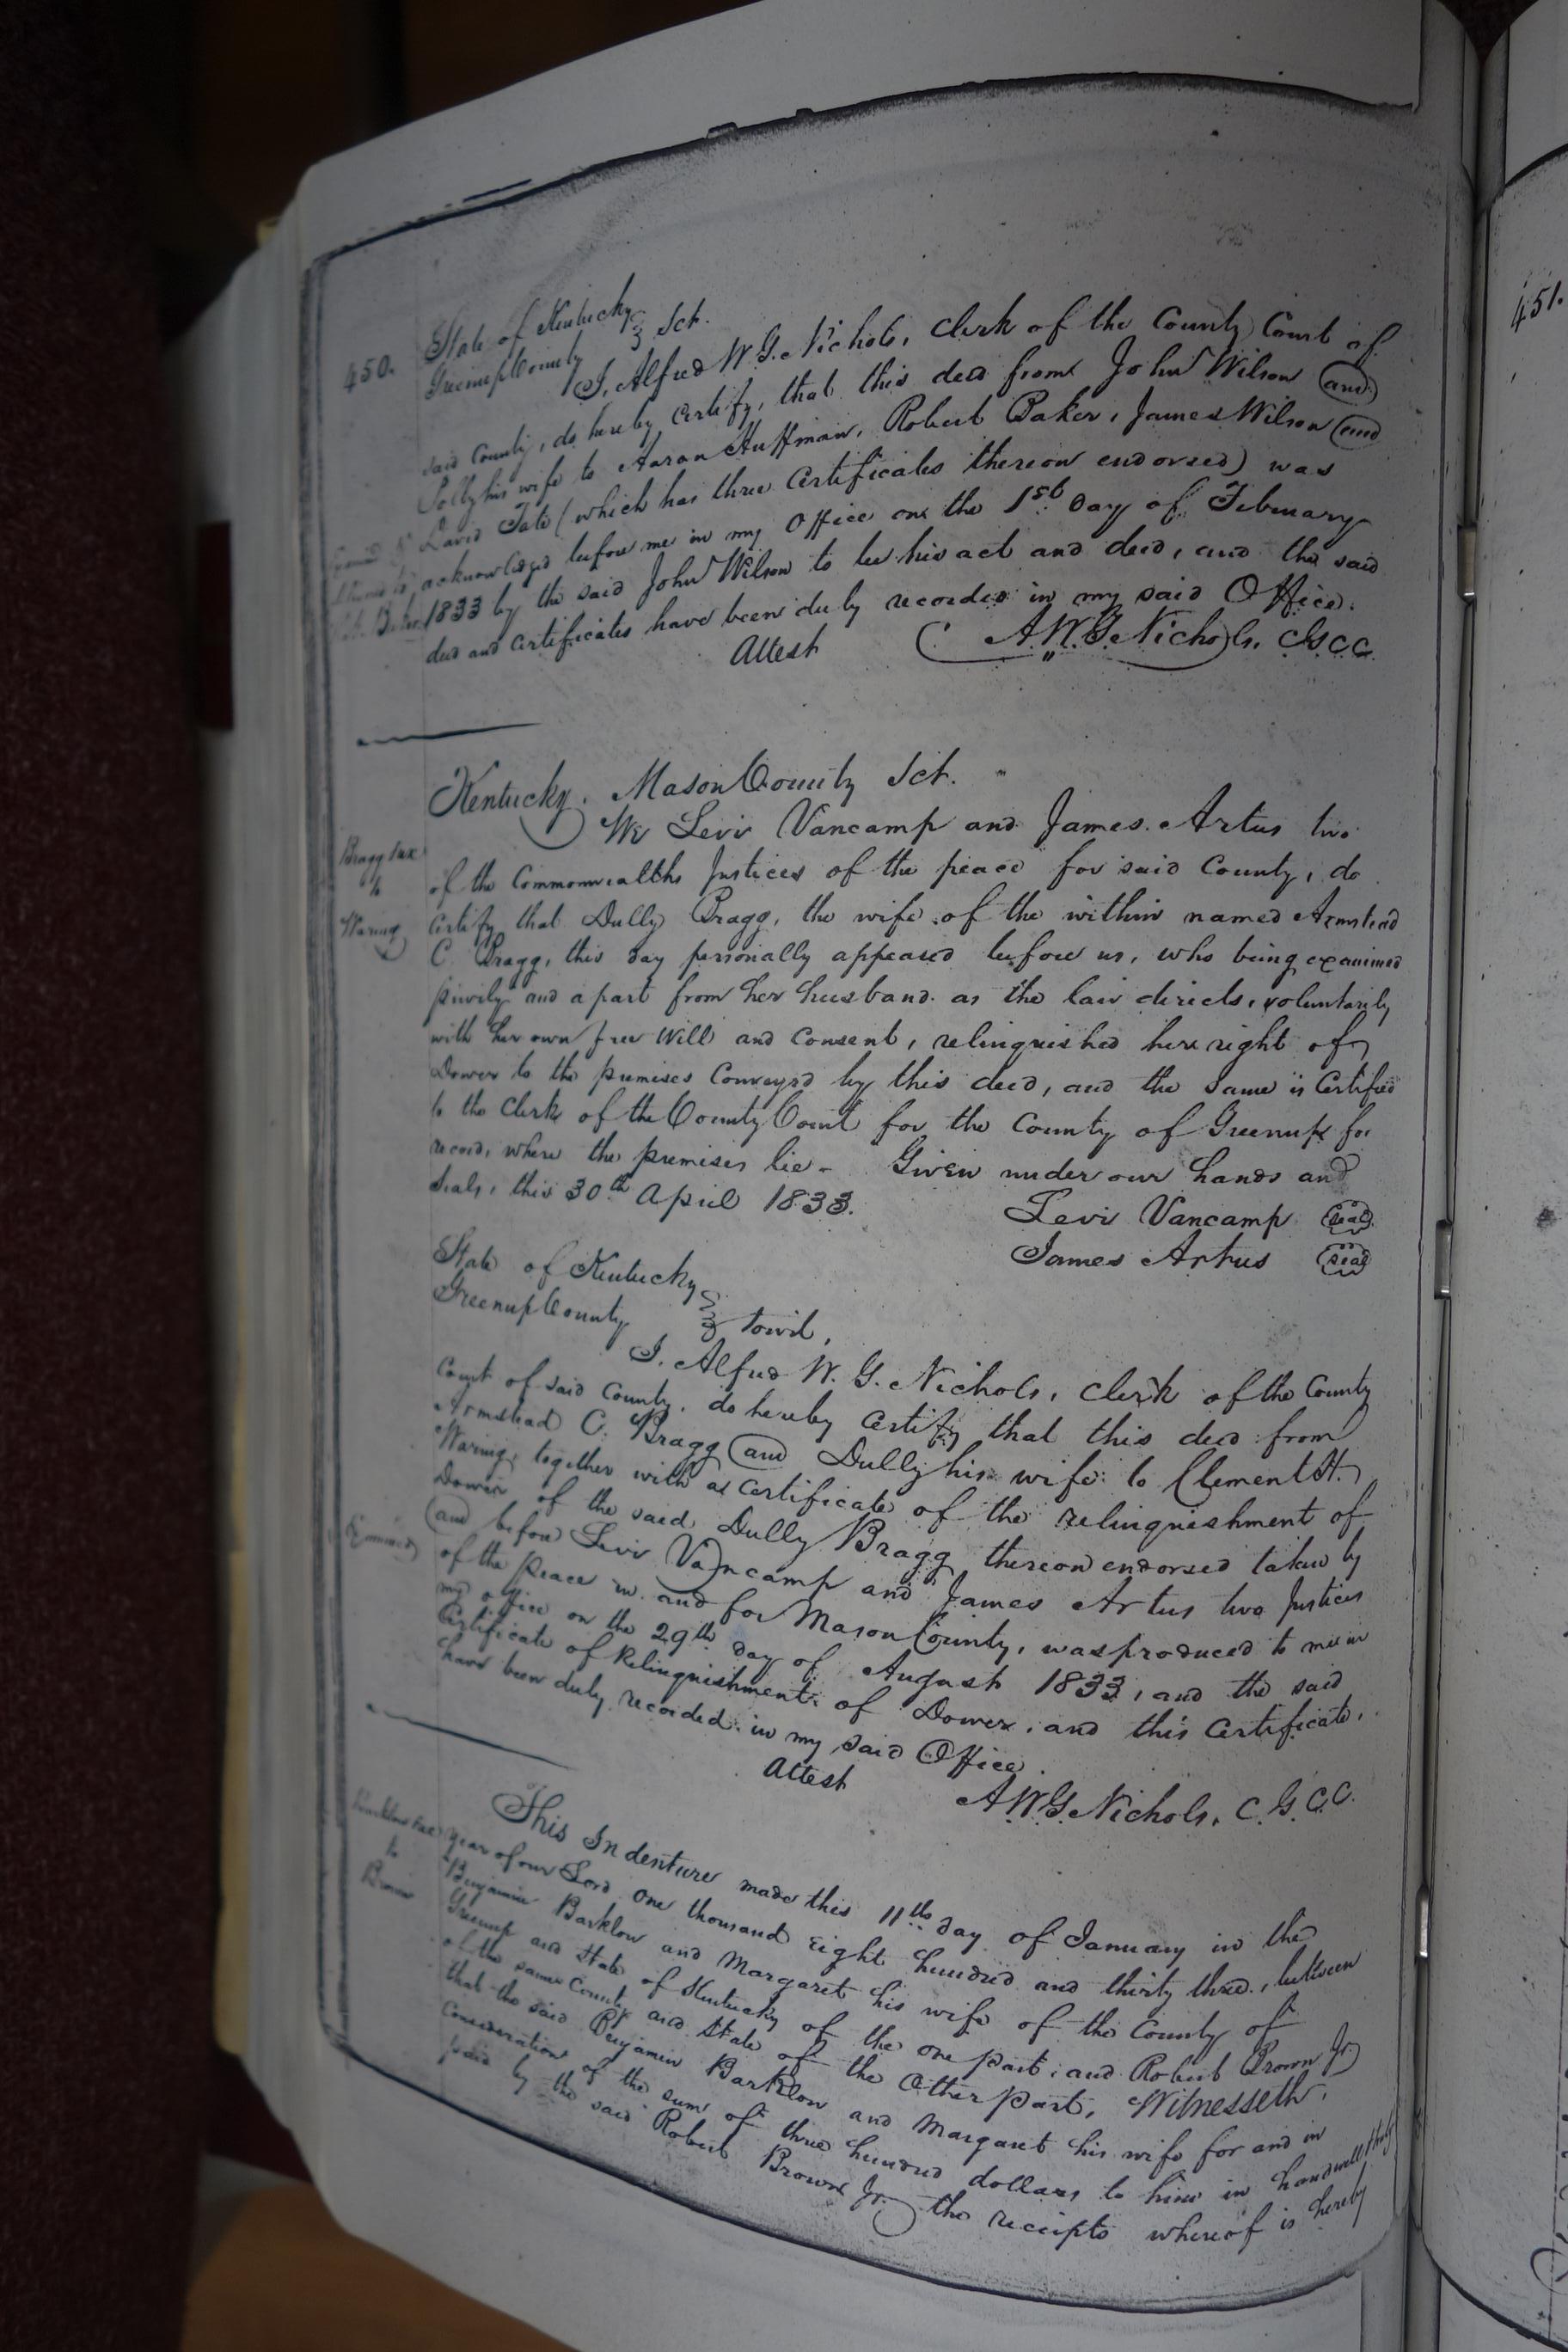 450.
State of Kentucky
Greenup County } Sct.
I, Alfred W. G. Nichols, Clerk of the County Court of
said County, do hereby certify, that this deed from John Wilson and
Polly his wife to Aaron Huffman, Robert Baker, James Wilson and
David Tate (which has three Certificates thereon endorsed) was
acknowledged before me in my Office on the 1st day of February
1833 by the said John Wilson to be his act and deed, and the said
deed and certificates have been duly recorded in my said Office.
Attest A. W. G. Nichols, C.G.C.C.
Kentucky, Mason County Sct.
Bragg &ux
to
Waring
We Levi Vancamp and James Artus two
of the Commonwealths Justices of the peace for said County, do
Certify that Dully Bragg, the wife of the within named Armstead
C. Bragg, this day personally appeared before us, who being examined
privily and apart from her husband as the law directs, voluntarily
with her own free Will and Consent, relinquished her right of
Dower to the premises Conveyed by this deed, and the same is Certified
to the Clerk of the County Court for the County of Greenup for
record, where the premises lie - Given under our hands and
Seals, this 30th April 1833.
Levi Vancamp seal
James Artus seal
State of Kentucky
Greenup County } towit,
I, Alfred W. G. Nichols, Clerk of the County
Court of said County, do hereby Certify that this deed from
Armstead C. Bragg and Dully his wife to Clement H.
Waring, together with a Certificate of the relinquishment of
Dower of the said Dully Bragg thereon endorsed taken by
and before Levi Vancamp and James Artus two Justices
Examined
of the Peace in and for Mason County, was produced to me in
my office on the 29th day of August 1833, and the said
Certificate of Relinquishment of Dower, and this Certificate,
have been duly recorded in my said Office.
Attest A. W. G. Nichols, C.G.C.C.
Barklow &ux
to
Brown
This Indenture made this 11th day of January in the
year of our Lord one thousand Eight hundred and thirty three, between
Benjamin Barklow and Margaret his wife of the County of
Greenup and State of Kentucky of the one part, and Robert Brown Jr
of the same County and State of the Other part, Witnesseth,
that the said Benjamin Barklow and Margaret his wife for and in
Consideration of the sum of three hundred dollars to him in hand well &truly
paid by the said Robert Brown Jr. the receipts whereof is hereby
451.